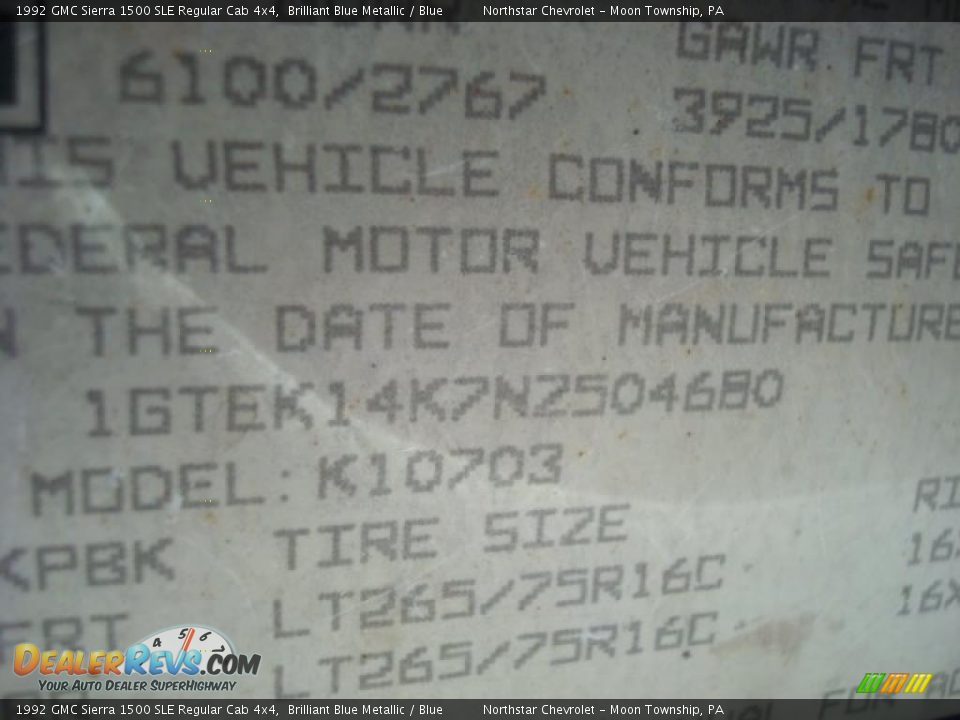 1992 GMC Sierra 1500 SLE Regular Cab 4x4, Brilliant Blue Metallic / Blue Northstar Chevrolet - Moon Township, PA
GAWR FRT
6100/2767 3925/1780
VEHICLE CONFORMS TO
MOTOR VEHICLE
THE DATE OF MANUFACTURE
1GTEK14K7NZ504680
MODEL: K10703
TIRE SIZE
LT265/75R16C
FRT LT265/75R16C
DEALERREVS.COM
YOUR AUTO DEALER SUPERHIGHWAY
1992 GMC Sierra 1500 SLE Regular Cab 4x4, Brilliant Blue Metallic / Blue Northstar Chevrolet - Moon Township, PA